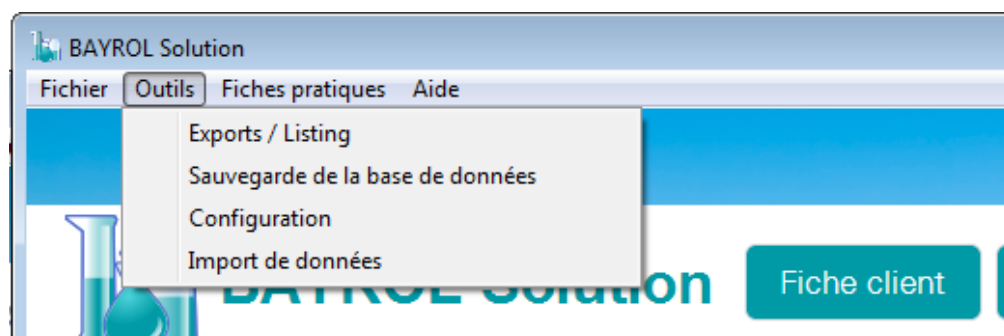 BAYROL Solution
Fichier Outils Fiches pratiques Aide
Exports / Listing
Sauvegarde de la base de données
Configuration
Import de données
BAYROL Solution
Fiche client